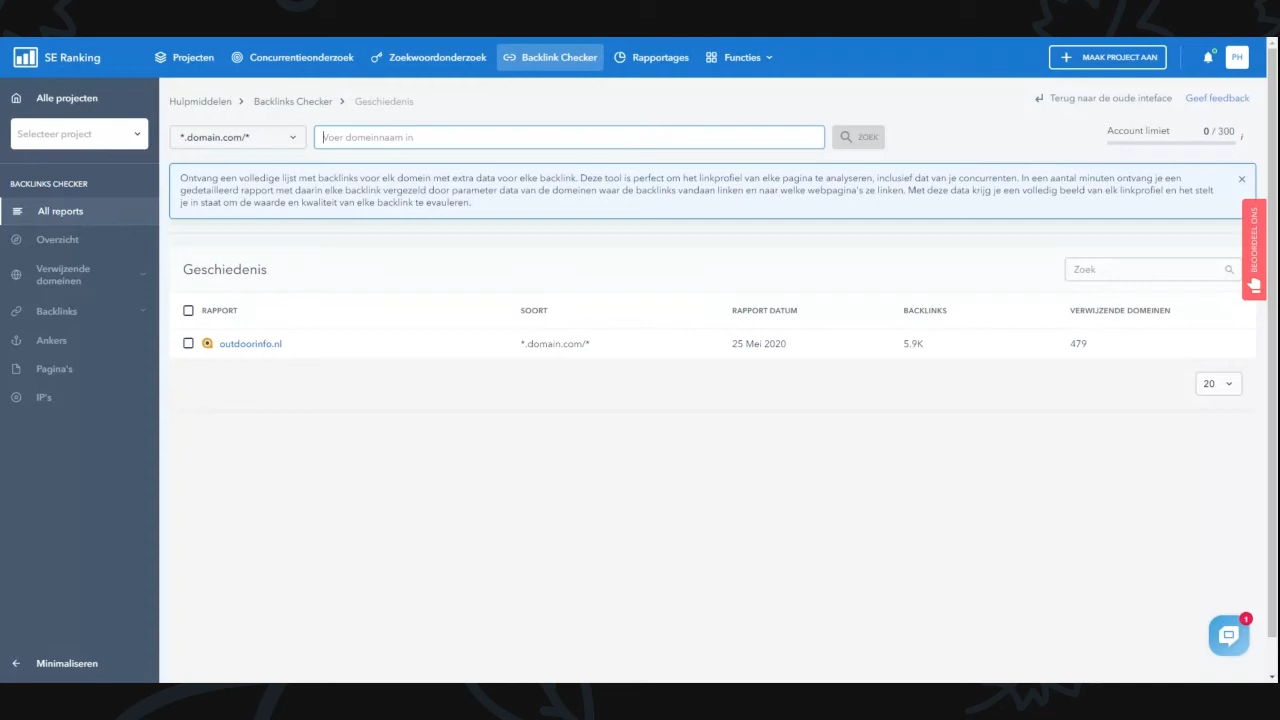 SE Ranking
Projecten
Concurrentieonderzoek
Zoekwoordonderzoek
Backlink Checker
Rapportages
Functies
MAAK PROJECT AAN
PH
Alle projecten
Selecteer project
BACKLINKS CHECKER
All reports
Overzicht
Verwijzende
domeinen
Backlinks
Ankers
Pagina's
IP's
Minimaliseren
Hulpmiddelen > Backlinks Checker > Geschiedenis
Terug naar de oude inteface
Geef feedback
*.domain.com/*
Voer domeinnaam in
ZOEK
Account limiet 0 / 300 i
Ontvang een volledige lijst met backlinks voor elk domein met extra data voor elke backlink. Deze tool is perfect om het linkprofiel van elke pagina te analyseren, inclusief dat van je concurrenten. In een aantal minuten ontvang je een
gedetailleerd rapport met daarin elke backlink vergezeld door parameter data van de domeinen waar de backlinks vandaan linken en naar welke webpagina's ze linken. Met deze data krijg je een volledig beeld van elk linkprofiel en het stelt
je in staat om de waarde en kwaliteit van elke backlink te evauleren.
BEOORDEEL ONS
Geschiedenis
Zoek
RAPPORT SOORT RAPPORT DATUM BACKLINKS VERWIJZENDE DOMEINEN
outdoorinfo.nl *.domain.com/* 25 Mei 2020 5.9K 479
20
1